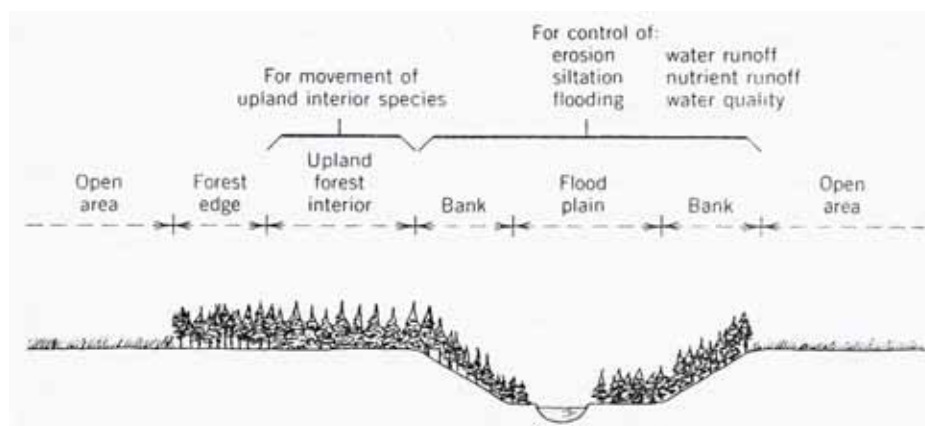 For control of:
erosion water runoff
siltation nutrient runoff
flooding water quality
For movement of
upland interior species
Open
area
Forest
edge
Upland
forest
interior
Bank
Flood
plain
Bank
Open
area